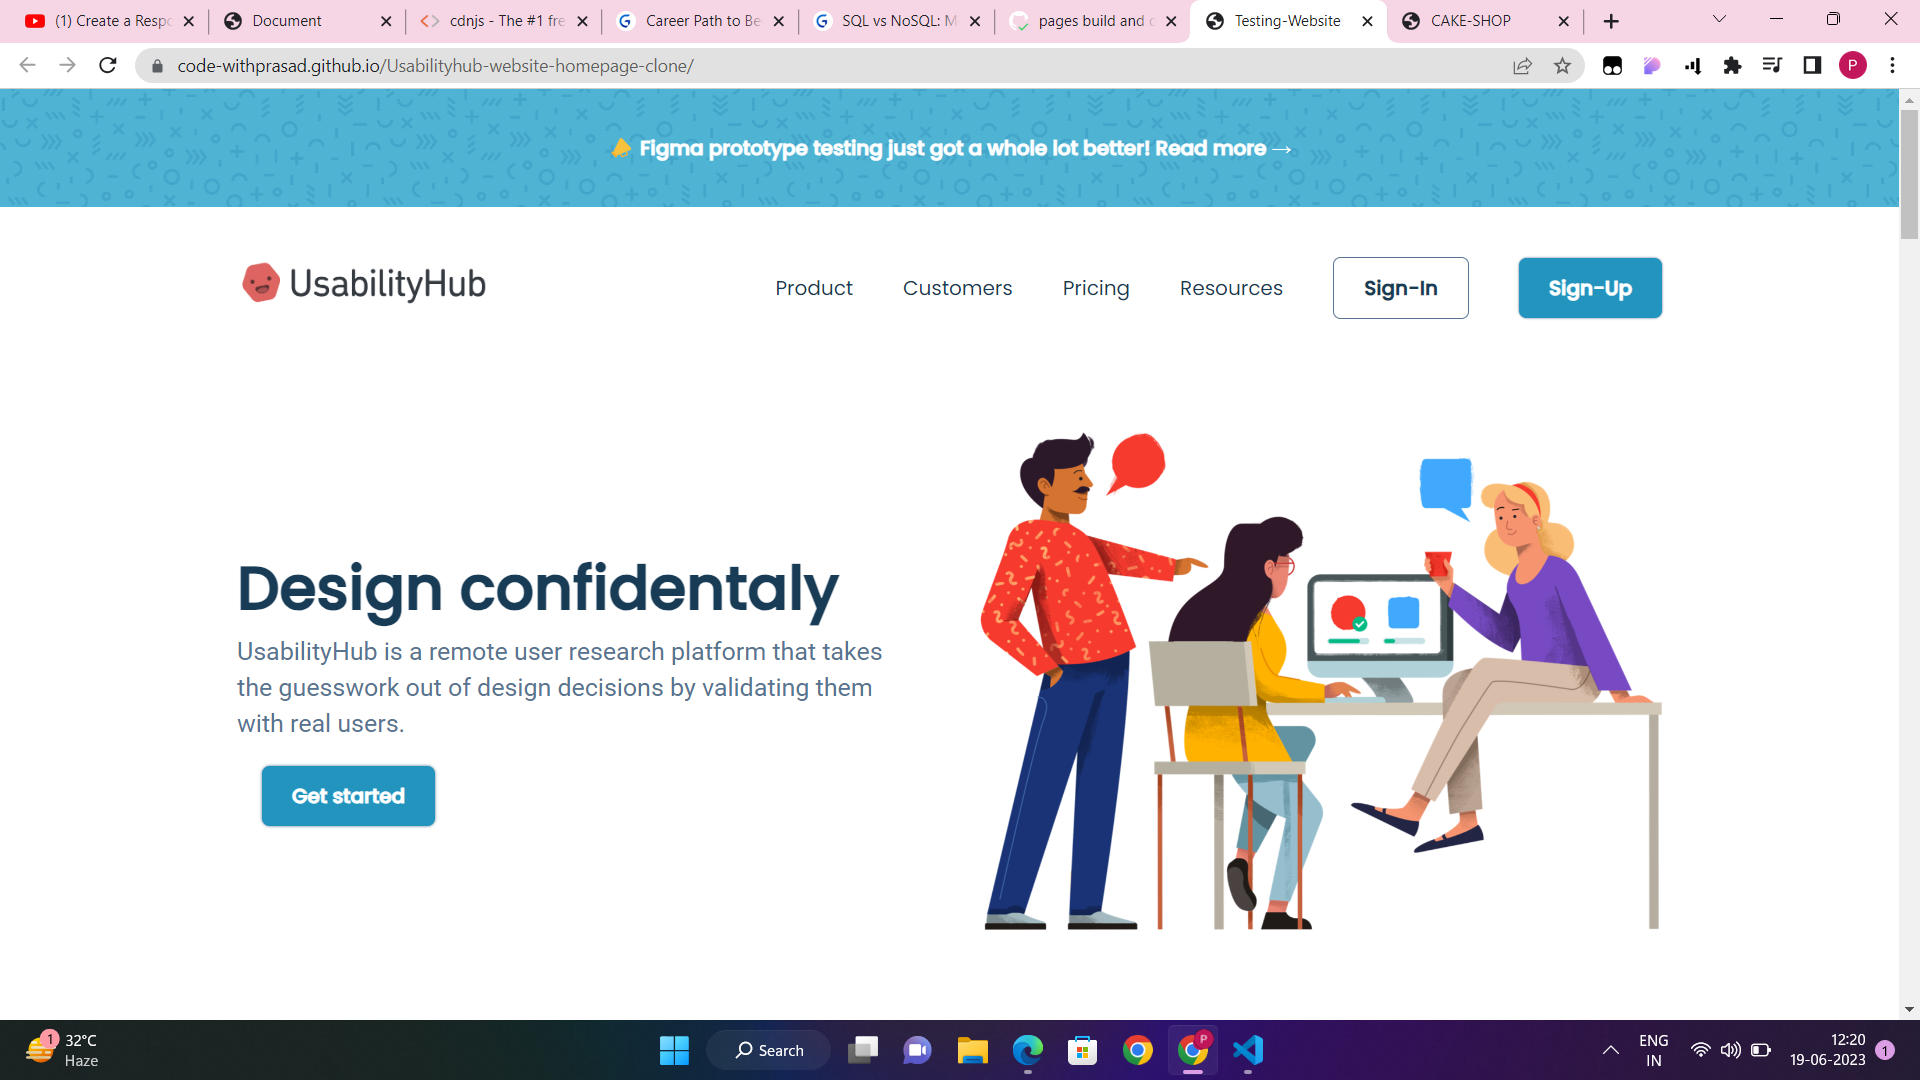 (1) Create a Resp
Document
cdnjs - The #1 fre
Career Path to Be
SQL vs NoSQL: M
pages build and
Testing-Website
CAKE-SHOP
code-withprasad.github.io/Usabilityhub-website-homepage-clone/
P
Figma prototype testing just got a whole lot better! Read more →
UsabilityHub
Product
Customers
Pricing
Resources
Sign-In
Sign-Up
Design confidentaly
UsabilityHub is a remote user research platform that takes
the guesswork out of design decisions by validating them
with real users.
Get started
1
32°C
Haze
Search
P
ENG
IN
12:20
19-06-2023
1